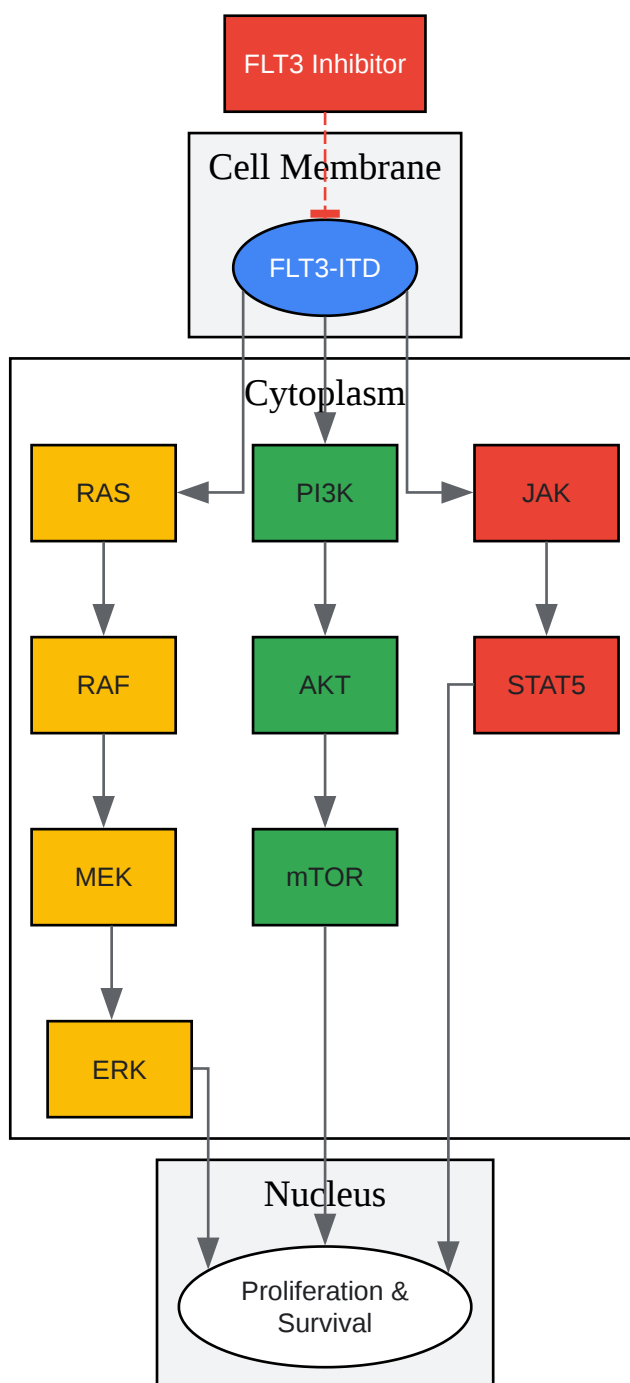 FLT3 Inhibitor
Cell Membrane
FLT3-ITD
Cytoplasm
RAS
PI3K
JAK
RAF
AKT
STAT5
MEK
mTOR
ERK
Nucleus
Proliferation &
Survival